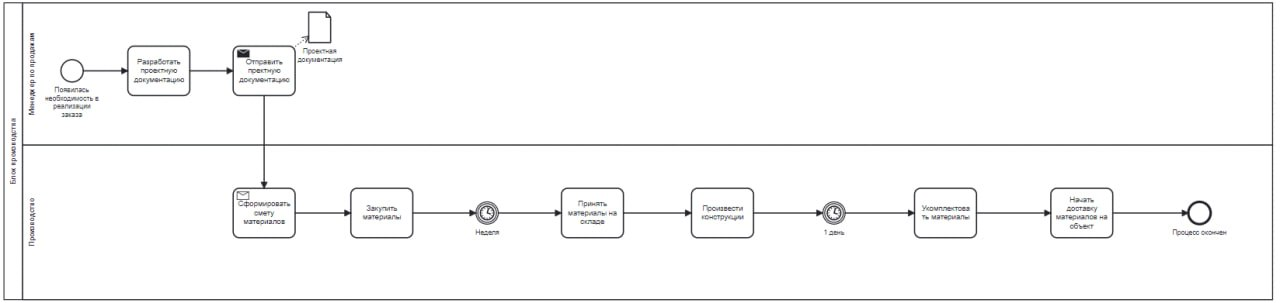 Блок производства
Менеджер по продажам
Появилась
необходимость в
реализации
заказа
Разработать
проектную
документацию
Отправить
пректную
документацию
Проектная
документация
Производство
Сформировать
смету
материалов
Закупить
материалы
Неделя
Принять
материалы на
складе
Произвести
конструкции
1 день
Укомплектова
ть материалы
Начать
доставку
материалов на
объект
Процесс окончен